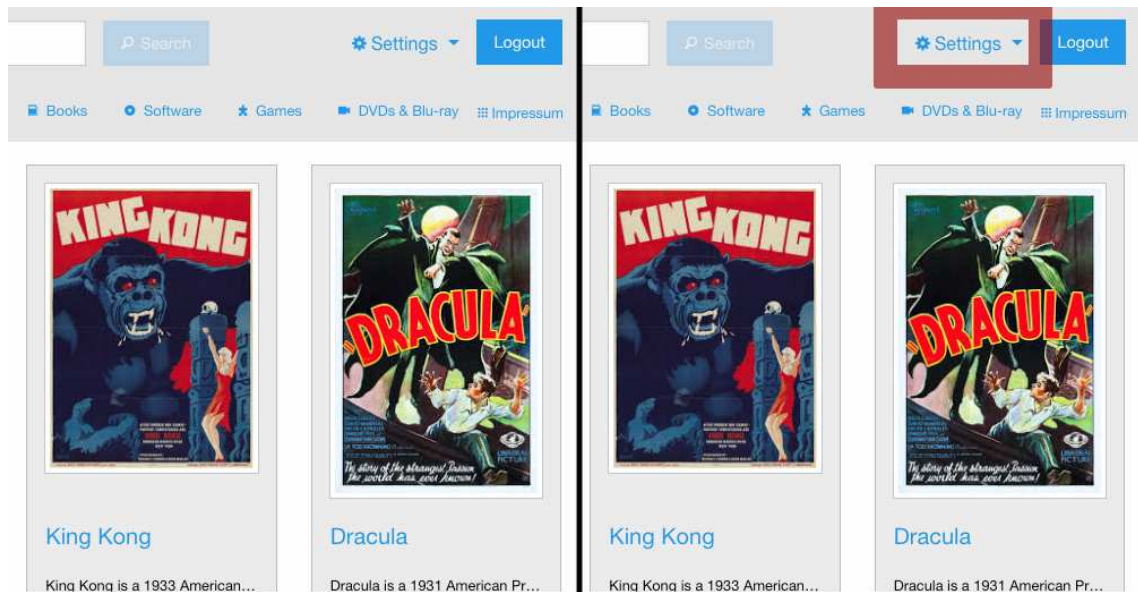 Search Settings Logout
Books Software Games DVDs & Blu-ray Impressum
KING KONG
"DRACULA"
The story of the strangest Passion
the world has ever known!
King Kong Dracula
King Kong is a 1933 American... Dracula is a 1931 American Pr...
Search Settings Logout
Books Software Games DVDs & Blu-ray Impressum
KING KONG
"DRACULA"
The story of the strangest Passion
the world has ever known!
King Kong Dracula
King Kong is a 1933 American... Dracula is a 1931 American Pr...